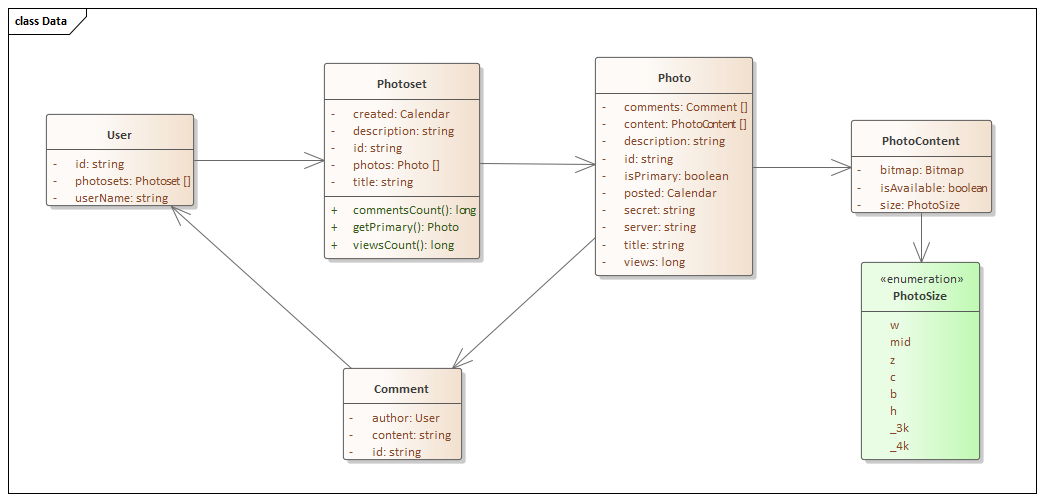 class Data
User
- id: string
- photosets: Photoset []
- userName: string
Photoset
- created: Calendar
- description: string
- id: string
- photos: Photo []
- title: string
+ commentsCount(): long
+ getPrimary(): Photo
+ viewsCount(): long
Photo
- comments: Comment []
- content: PhotoContent []
- description: string
- id: string
- isPrimary: boolean
- posted: Calendar
- secret: string
- server: string
- title: string
- views: long
PhotoContent
- bitmap: Bitmap
- isAvailable: boolean
- size: PhotoSize
«enumeration»
PhotoSize
w
mid
z
c
b
h
_3k
_4k
Comment
- author: User
- content: string
- id: string